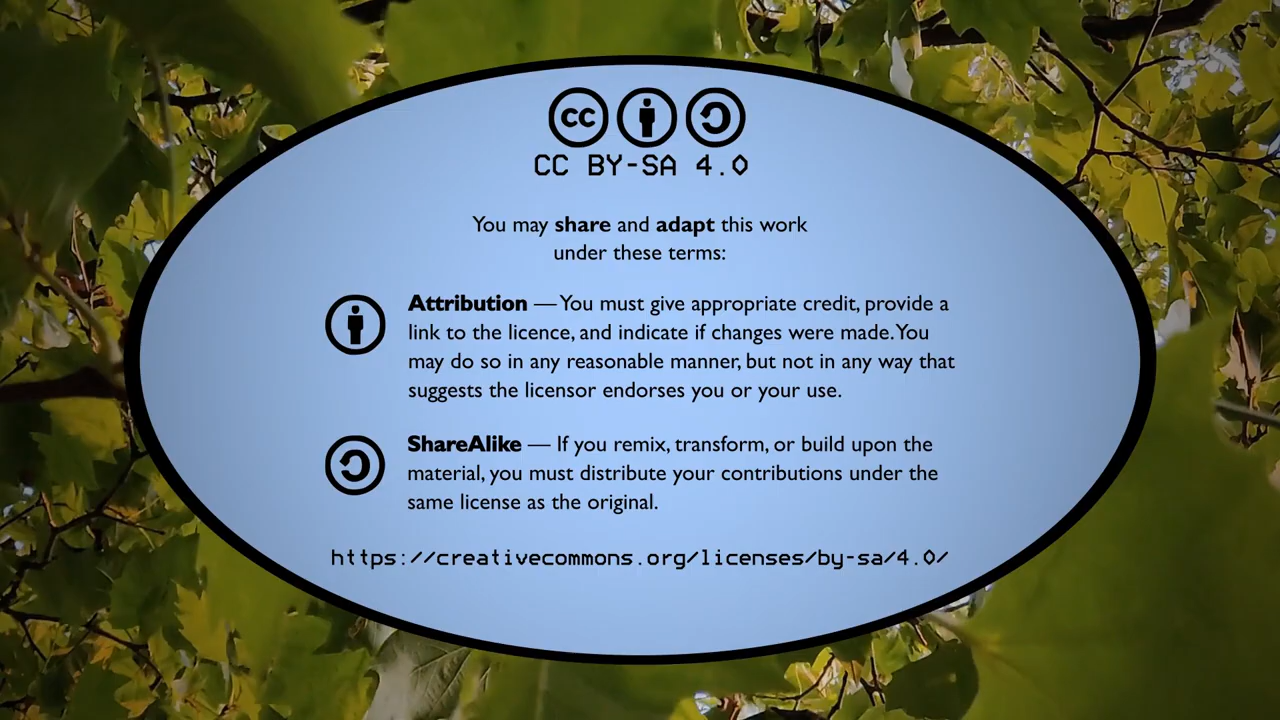 cc
CC BY-SA 4.0
You may share and adapt this work
under these terms:
Attribution — You must give appropriate credit, provide a
link to the licence, and indicate if changes were made. You
may do so in any reasonable manner, but not in any way that
suggests the licensor endorses you or your use.
ShareAlike — If you remix, transform, or build upon the
material, you must distribute your contributions under the
same license as the original.
https://creativecommons.org/licenses/by-sa/4.0/